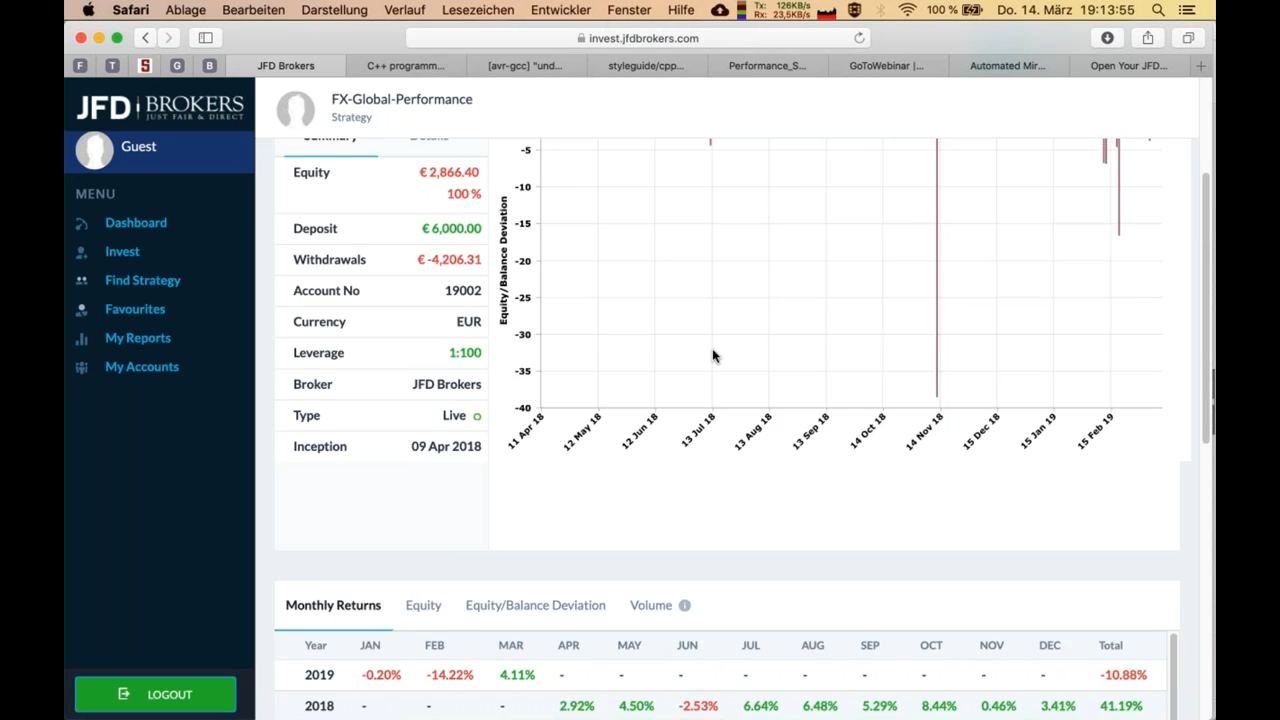 Safari Ablage Bearbeiten Darstellung Verlauf Lesezeichen Entwickler Fenster Hilfe Tx: 126KB/s Rx: 23,5KB/s 100 % Do. 14. März 19:13:55
invest.jfdbrokers.com
F T S G B JFD Brokers C++ programm... [avr-gcc] "und... styleguide/cpp... Performance_S... GoToWebinar |... Automated Mir... Open Your JFD... +
JFD BROKERS
JUST FAIR & DIRECT
FX-Global-Performance
Strategy
Guest
MENU
Dashboard
Invest
Find Strategy
Favourites
My Reports
My Accounts
LOGOUT
Summary Details
Equity € 2,866.40
100 %
Deposit € 6,000.00
Withdrawals € -4,206.31
Account No 19002
Currency EUR
Leverage 1:100
Broker JFD Brokers
Type Live
Inception 09 Apr 2018
Equity/Balance Deviation
-5
-10
-15
-20
-25
-30
-35
-40
11 Apr 18 12 May 18 12 Jun 18 13 Jul 18 13 Aug 18 13 Sep 18 14 Oct 18 14 Nov 18 15 Dec 18 15 Jan 19 15 Feb 19
Monthly Returns Equity Equity/Balance Deviation Volume i
Year JAN FEB MAR APR MAY JUN JUL AUG SEP OCT NOV DEC Total
2019 -0.20% -14.22% 4.11% - - - - - - - - - -10.88%
2018 - - - 2.92% 4.50% -2.53% 6.64% 6.48% 5.29% 8.44% 0.46% 3.41% 41.19%